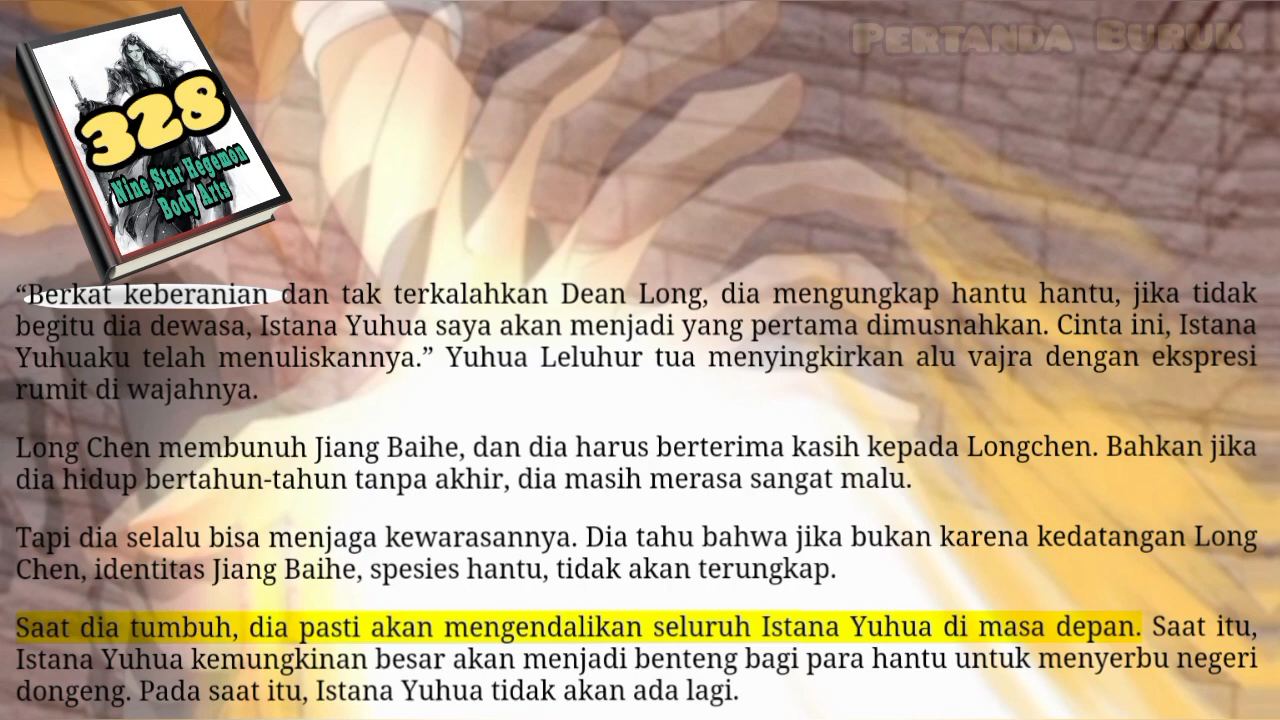 Pertanda Buruk
328
Nine Star Hegemon
Body Arts
“Berkat keberanian dan tak terkalahkan Dean Long, dia mengungkap hantu hantu, jika tidak
begitu dia dewasa, Istana Yuhua saya akan menjadi yang pertama dimusnahkan. Cinta ini, Istana
Yuhuaku telah menuliskannya.” Yuhua Leluhur tua menyingkirkan alu vajra dengan ekspresi
rumit di wajahnya.
Long Chen membunuh Jiang Baihe, dan dia harus berterima kasih kepada Longchen. Bahkan jika
dia hidup bertahun-tahun tanpa akhir, dia masih merasa sangat malu.
Tapi dia selalu bisa menjaga kewarasannya. Dia tahu bahwa jika bukan karena kedatangan Long
Chen, identitas Jiang Baihe, spesies hantu, tidak akan terungkap.
Saat dia tumbuh, dia pasti akan mengendalikan seluruh Istana Yuhua di masa depan. Saat itu,
Istana Yuhua kemungkinan besar akan menjadi benteng bagi para hantu untuk menyerbu negeri
dongeng. Pada saat itu, Istana Yuhua tidak akan ada lagi.